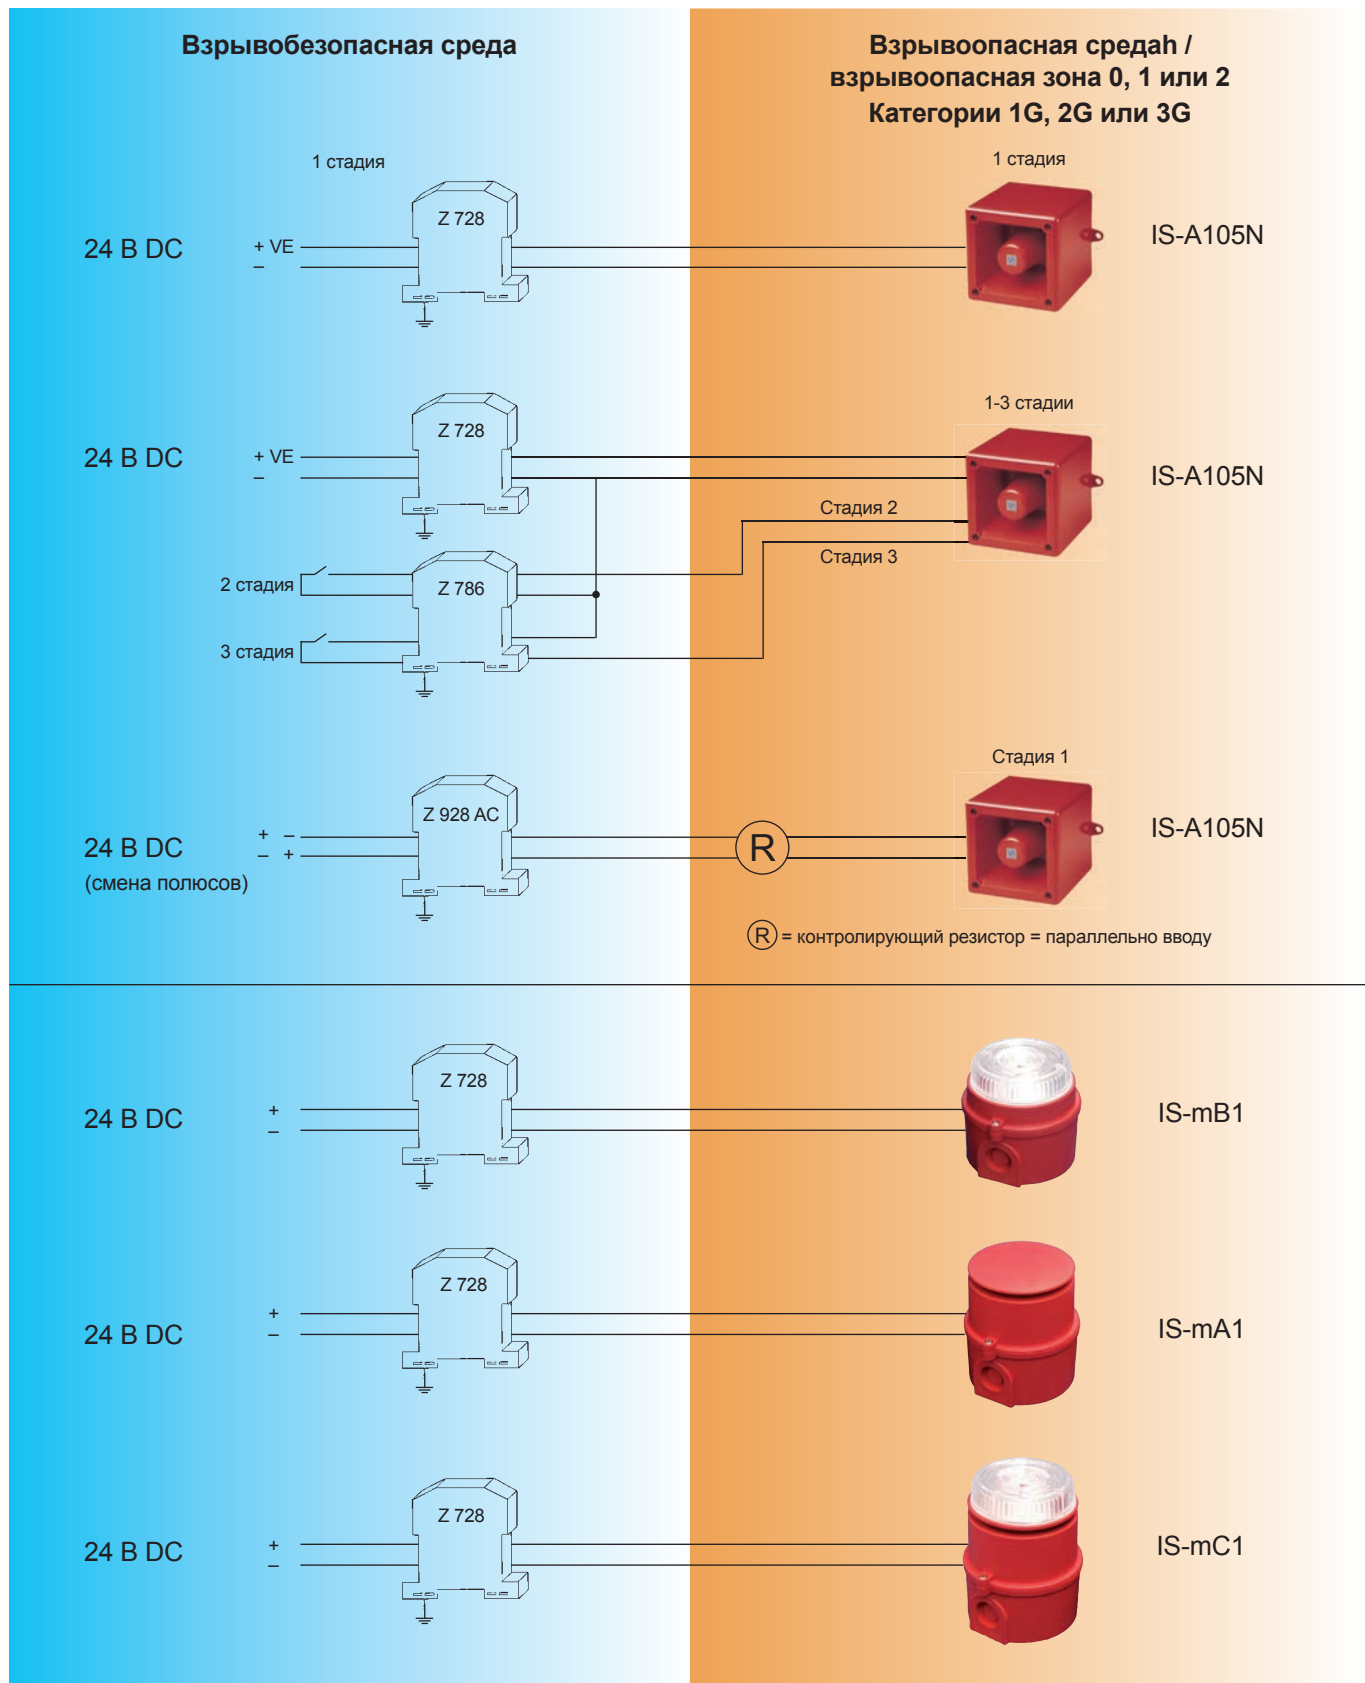 Взрывобезопасная среда
Взрывоопасная средаh /
взрывоопасная зона 0, 1 или 2
Категории 1G, 2G или 3G
1 стадия
1 стадия
Z 728
24 В DC
+ VE
–
IS-A105N
1-3 стадии
Z 728
24 В DC
+ VE
–
IS-A105N
Стадия 2
Стадия 3
2 стадия
Z 786
3 стадия
Стадия 1
Z 928 AC
24 В DC
(смена полюсов)
+ –
– +
R
IS-A105N
R = контролирующий резистор = параллельно вводу
Z 728
24 В DC
+
–
IS-mB1
Z 728
24 В DC
+
–
IS-mA1
Z 728
24 В DC
+
–
IS-mC1